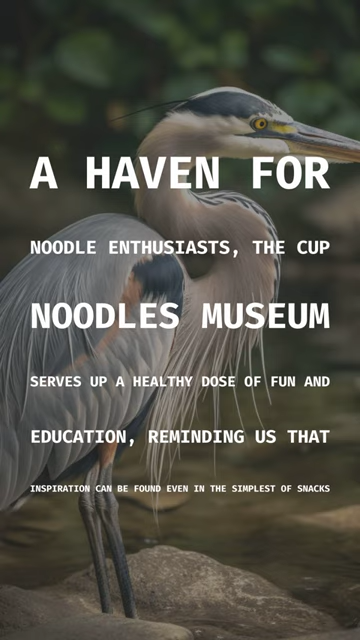 A HAVEN FOR
NOODLE ENTHUSIASTS, THE CUP
NOODLES MUSEUM
SERVES UP A HEALTHY DOSE OF FUN AND
EDUCATION, REMINDING US THAT
INSPIRATION CAN BE FOUND EVEN IN THE SIMPLEST OF SNACKS